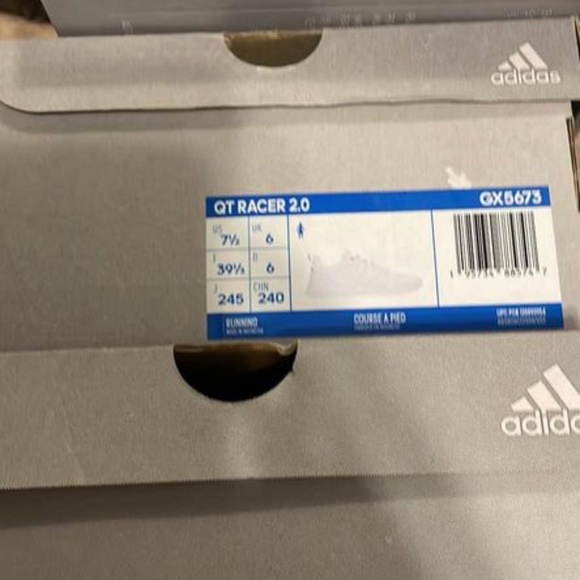 adidas
QT RACER 2.0 GX5673
US 7½ UK 6
F 39⅓ D 6
J 245 CHN 240
RUNNING COURSE A PIED
adidas